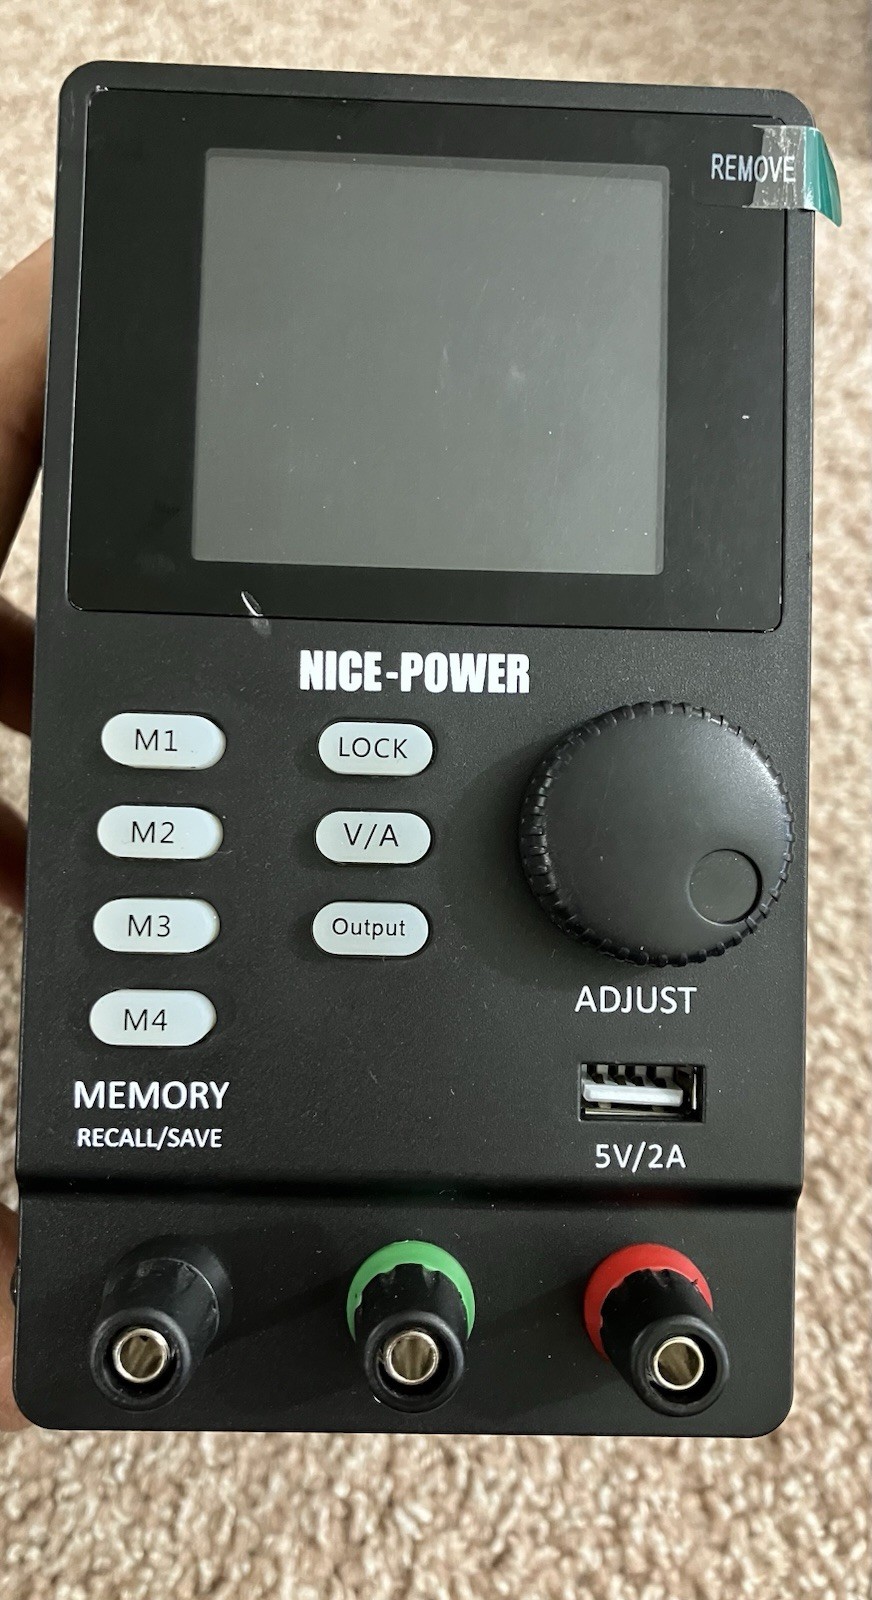 REMOVE
NICE-POWER
M1
LOCK
M2
V/A
M3
Output
M4
ADJUST
MEMORY
RECALL/SAVE
5V/2A